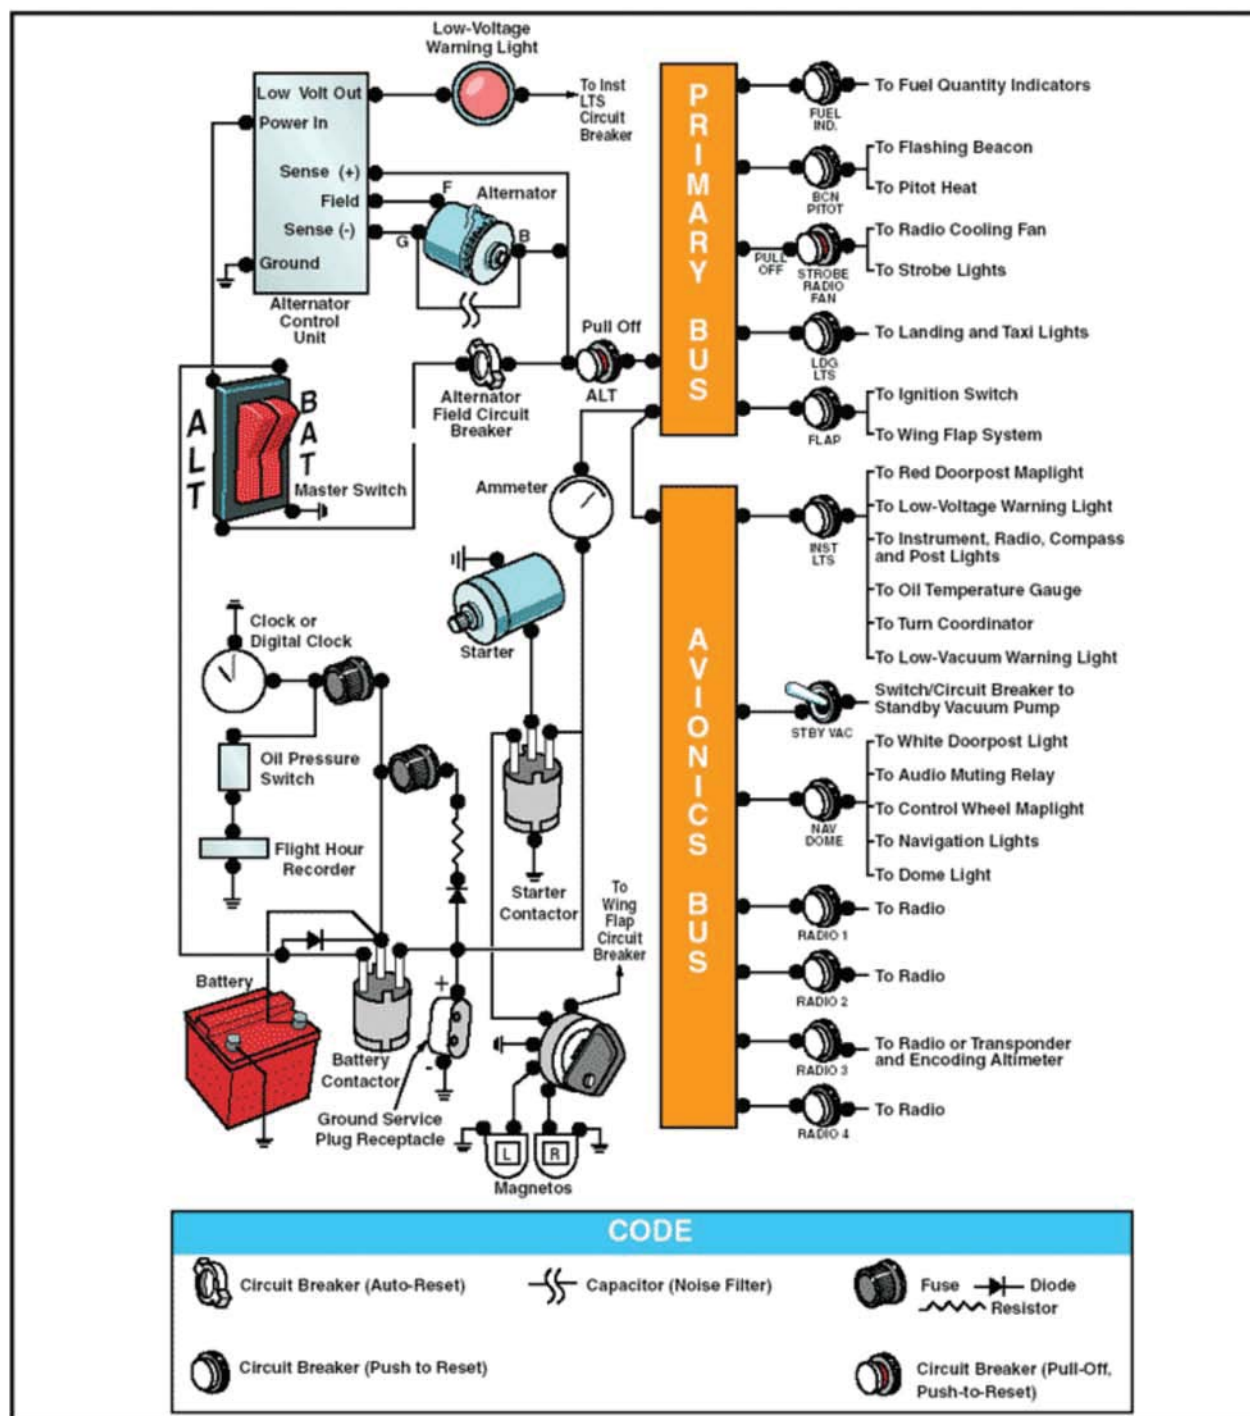 Low-Voltage
Warning Light
Low Volt Out
Power In
Sense (+)
Field
Sense (-)
Ground
Alternator
Control
Unit
To Inst
LTS
Circuit
Breaker
F
Alternator
G
B
Pull Off
ALT
Alternator
Field Circuit
Breaker
ALT
BAT
Master Switch
Ammeter
Starter
Clock or
Digital Clock
Oil Pressure
Switch
Flight Hour
Recorder
Starter
Contactor
To
Wing
Flap
Circuit
Breaker
Battery
+
-
Battery
Contactor
Ground Service
Plug Receptacle
L
R
Magnetos
PRIMARY BUS
FUEL
IND.
To Fuel Quantity Indicators
BCN
PITOT
To Flashing Beacon
To Pitot Heat
PULL
OFF
STROBE
RADIO
FAN
To Radio Cooling Fan
To Strobe Lights
LDG
LTS
To Landing and Taxi Lights
FLAP
To Ignition Switch
To Wing Flap System
AVIONICS BUS
INST
LTS
To Red Doorpost Maplight
To Low-Voltage Warning Light
To Instrument, Radio, Compass
and Post Lights
To Oil Temperature Gauge
To Turn Coordinator
To Low-Vacuum Warning Light
STBY VAC
Switch/Circuit Breaker to
Standby Vacuum Pump
NAV
DOME
To White Doorpost Light
To Audio Muting Relay
To Control Wheel Maplight
To Navigation Lights
To Dome Light
RADIO 1
To Radio
RADIO 2
To Radio
RADIO 3
To Radio or Transponder
and Encoding Altimeter
RADIO 4
To Radio
CODE
Circuit Breaker (Auto-Reset)
Capacitor (Noise Filter)
Fuse
Diode
Resistor
Circuit Breaker (Push to Reset)
Circuit Breaker (Pull-Off,
Push-to-Reset)